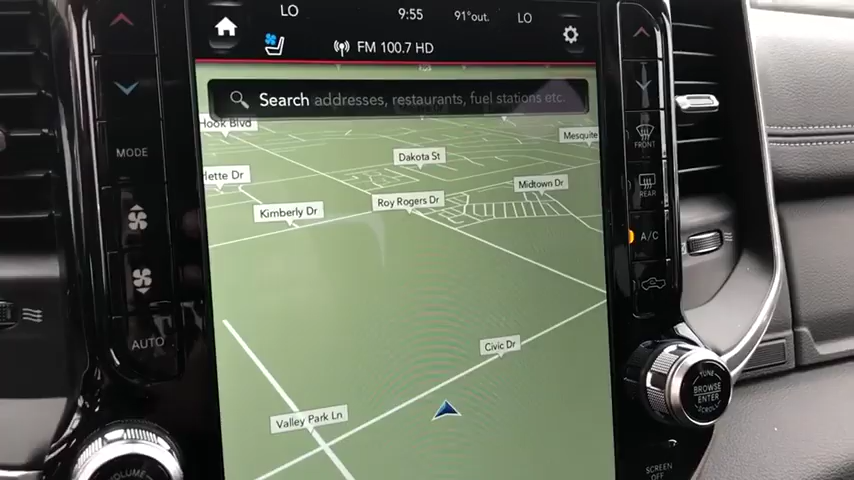 LO
9:55
91°out.
LO
FM 100.7 HD
Search addresses, restaurants, fuel stations etc.
Hook Blvd
Mesquite
Dakota St
lette Dr
Midtown Dr
Kimberly Dr
Roy Rogers Dr
Civic Dr
Valley Park Ln
MODE
AUTO
VOLUME
FRONT
REAR
A/C
TUNE
BROWSE
ENTER
SCROLL
SCREEN
OFF